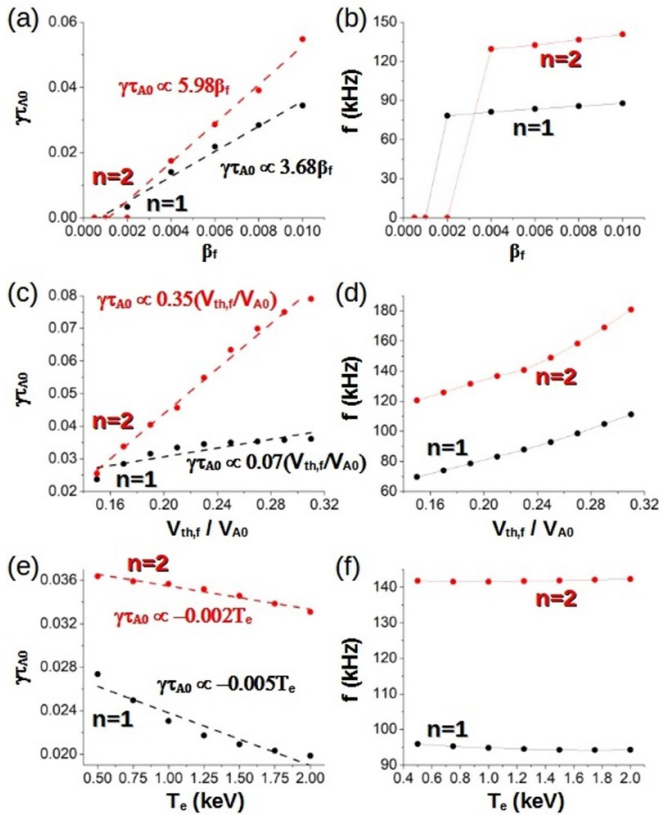 (a)
γτA0
0.06
0.04
0.02
0.00
γτA0 ∝ 5.98βf
n=2
γτA0 ∝ 3.68βf
n=1
0.000 0.002 0.004 0.006 0.008 0.010
βf
(b)
f (kHz)
150
120
90
60
30
0
n=2
n=1
0.000 0.002 0.004 0.006 0.008 0.010
βf
(c)
γτA0
0.08
0.07
0.06
0.05
0.04
0.03
0.02
γτA0 ∝ 0.35(Vth,f/VA0)
n=2
n=1
γτA0 ∝ 0.07(Vth,f/VA0)
0.16 0.20 0.24 0.28 0.32
Vth,f / VA0
(d)
f (kHz)
180
160
140
120
100
80
60
n=2
n=1
0.16 0.20 0.24 0.28 0.32
Vth,f / VA0
(e)
γτA0
0.036
0.032
0.028
0.024
0.020
n=2
γτA0 ∝ –0.002Te
γτA0 ∝ –0.005Te
n=1
0.50 0.75 1.00 1.25 1.50 1.75 2.00
Te (keV)
(f)
f (kHz)
150
140
130
120
110
100
90
n=2
n=1
0.4 0.6 0.8 1.0 1.2 1.4 1.6 1.8 2.0
Te (keV)